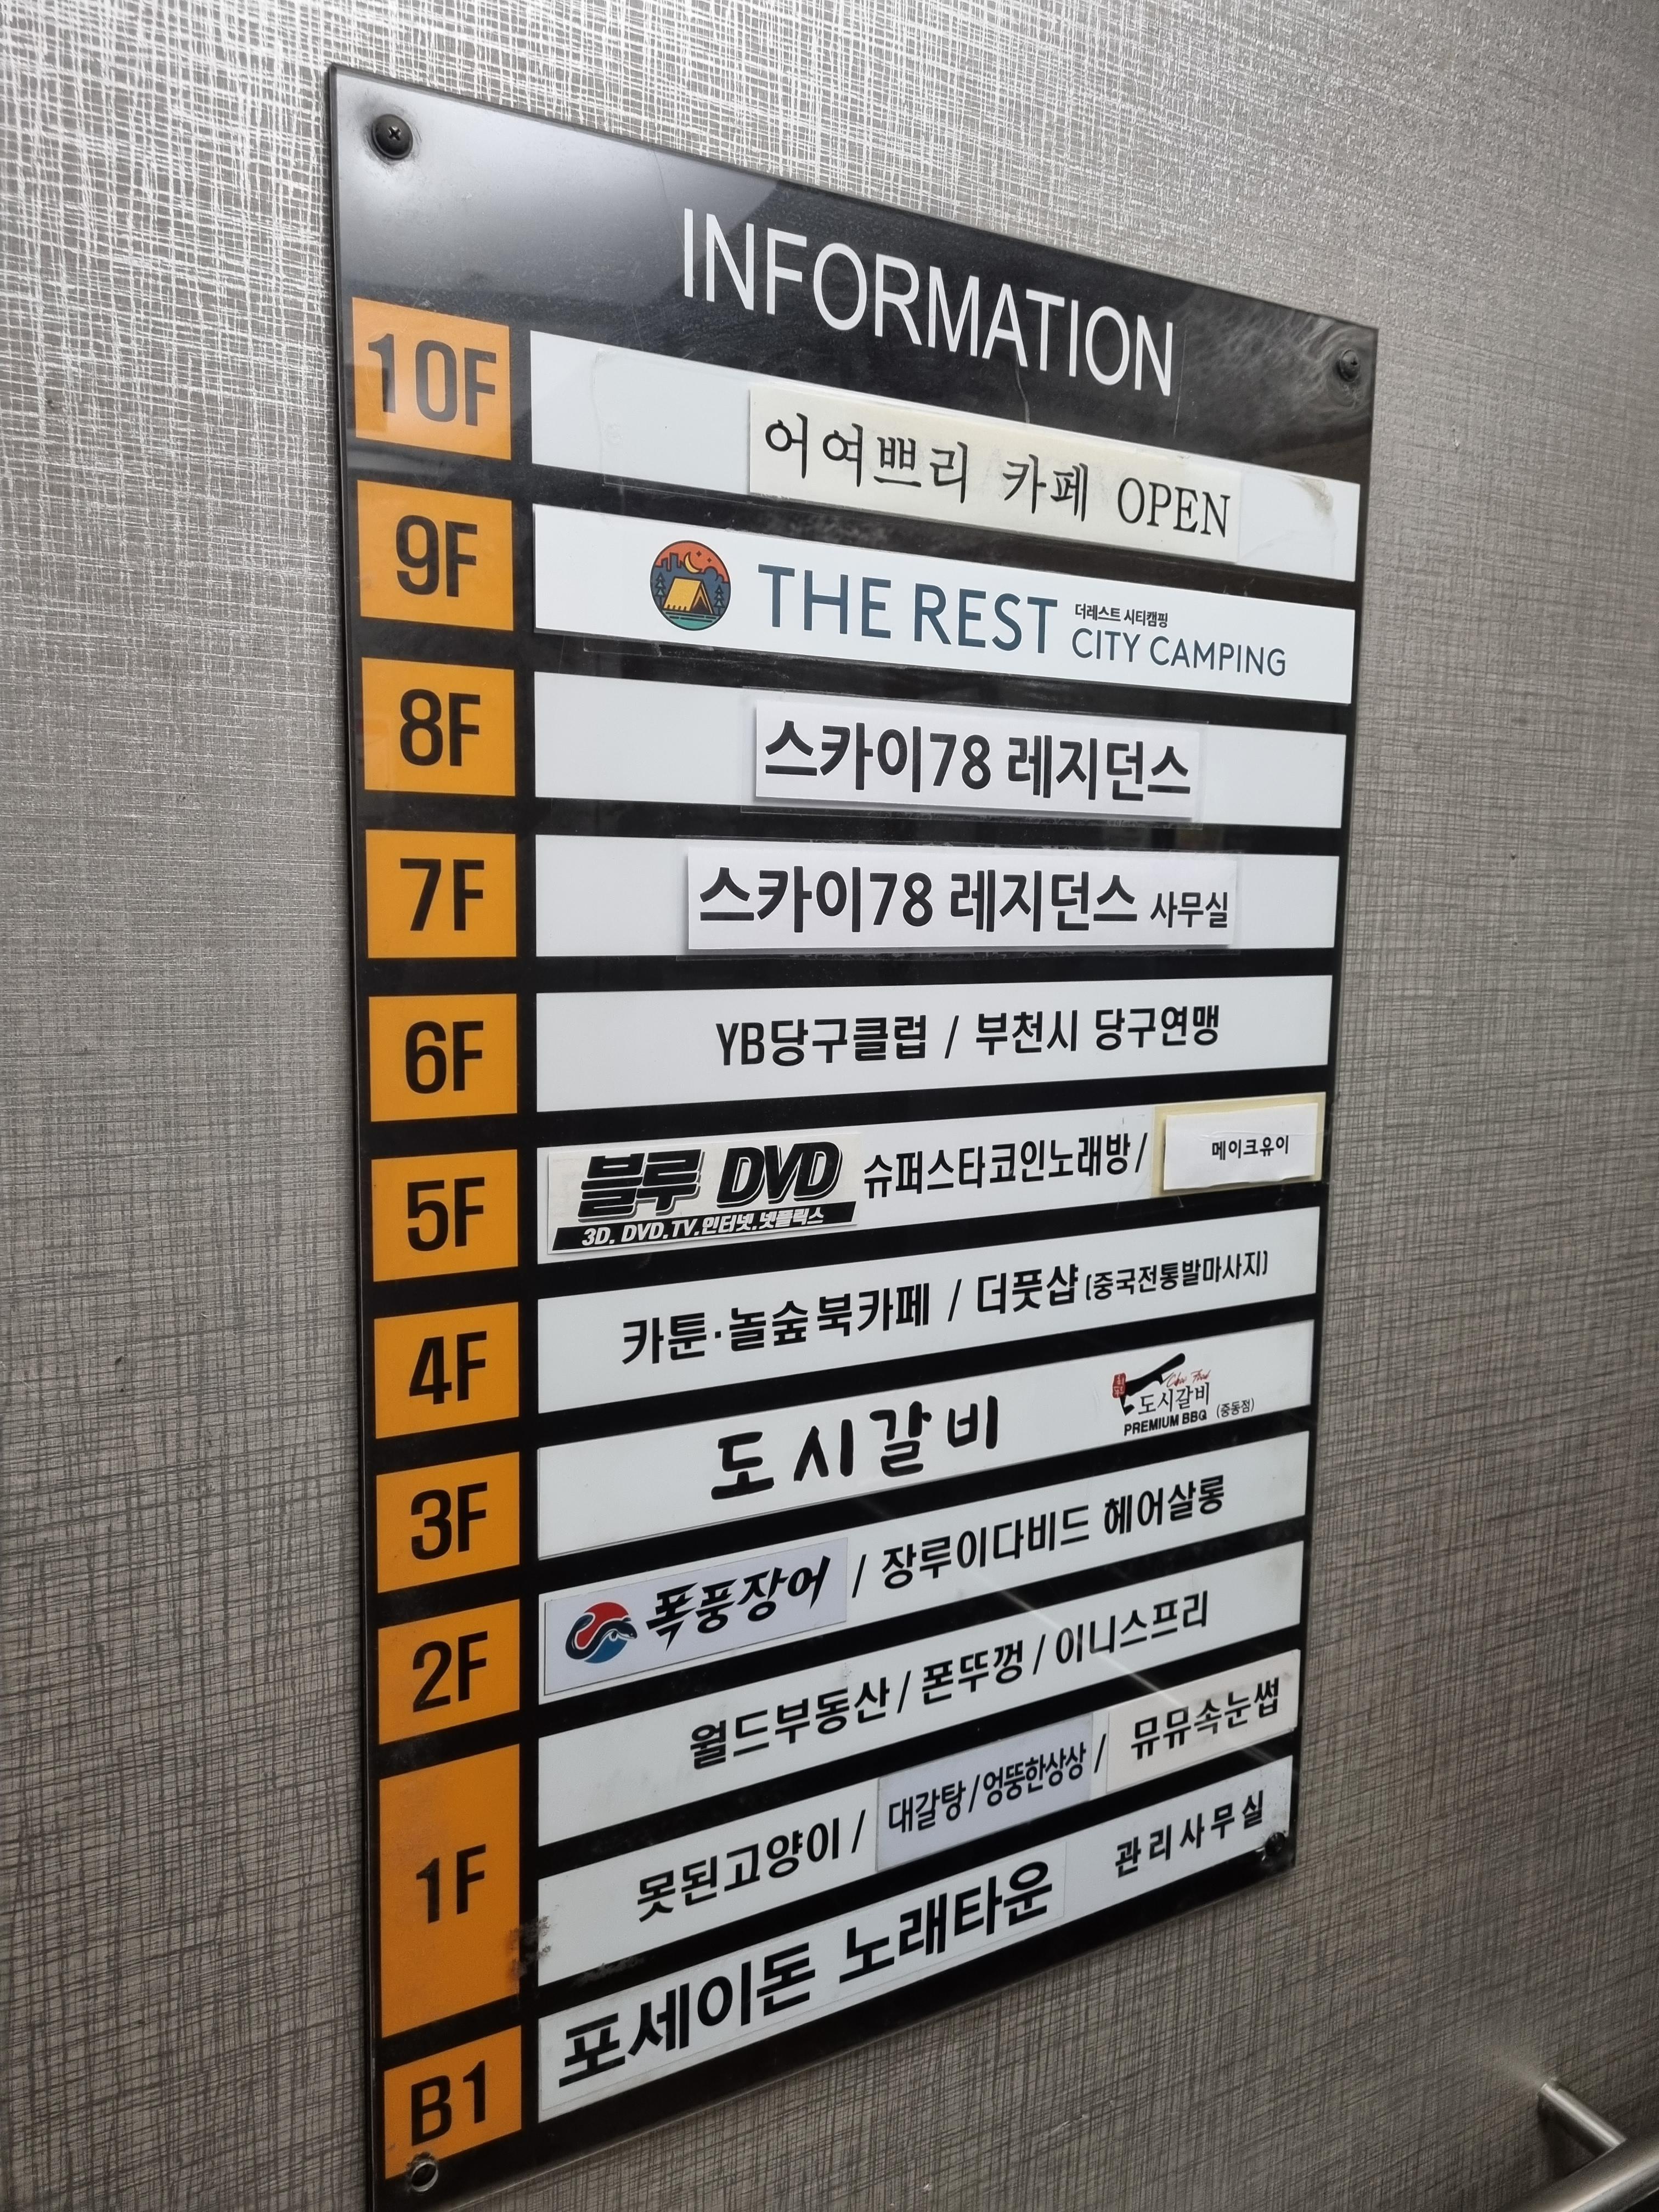 INFORMATION
10F 어여쁘리 카페 OPEN
9F THE REST 더레스트 시티캠핑 CITY CAMPING
8F 스카이78 레지던스
7F 스카이78 레지던스 사무실
6F YB당구클럽 / 부천시 당구연맹
5F 블루 DVD 3D. DVD.TV.인터넷.넷플릭스 슈퍼스타코인노래방/ 메이크유이
4F 카툰·놀숲북카페 / 더풋샵 (중국전통발마사지)
3F 도시갈비 도시갈비 PREMIUM BBQ (중동점)
2F 폭풍장어 / 장루이다비드 헤어살롱
1F 월드부동산 / 폰뚜껑 / 이니스프리
못된고양이 / 대갈탕/엉뚱한상상 / 뮤뮤속눈썹
B1 포세이돈 노래타운 관리사무실